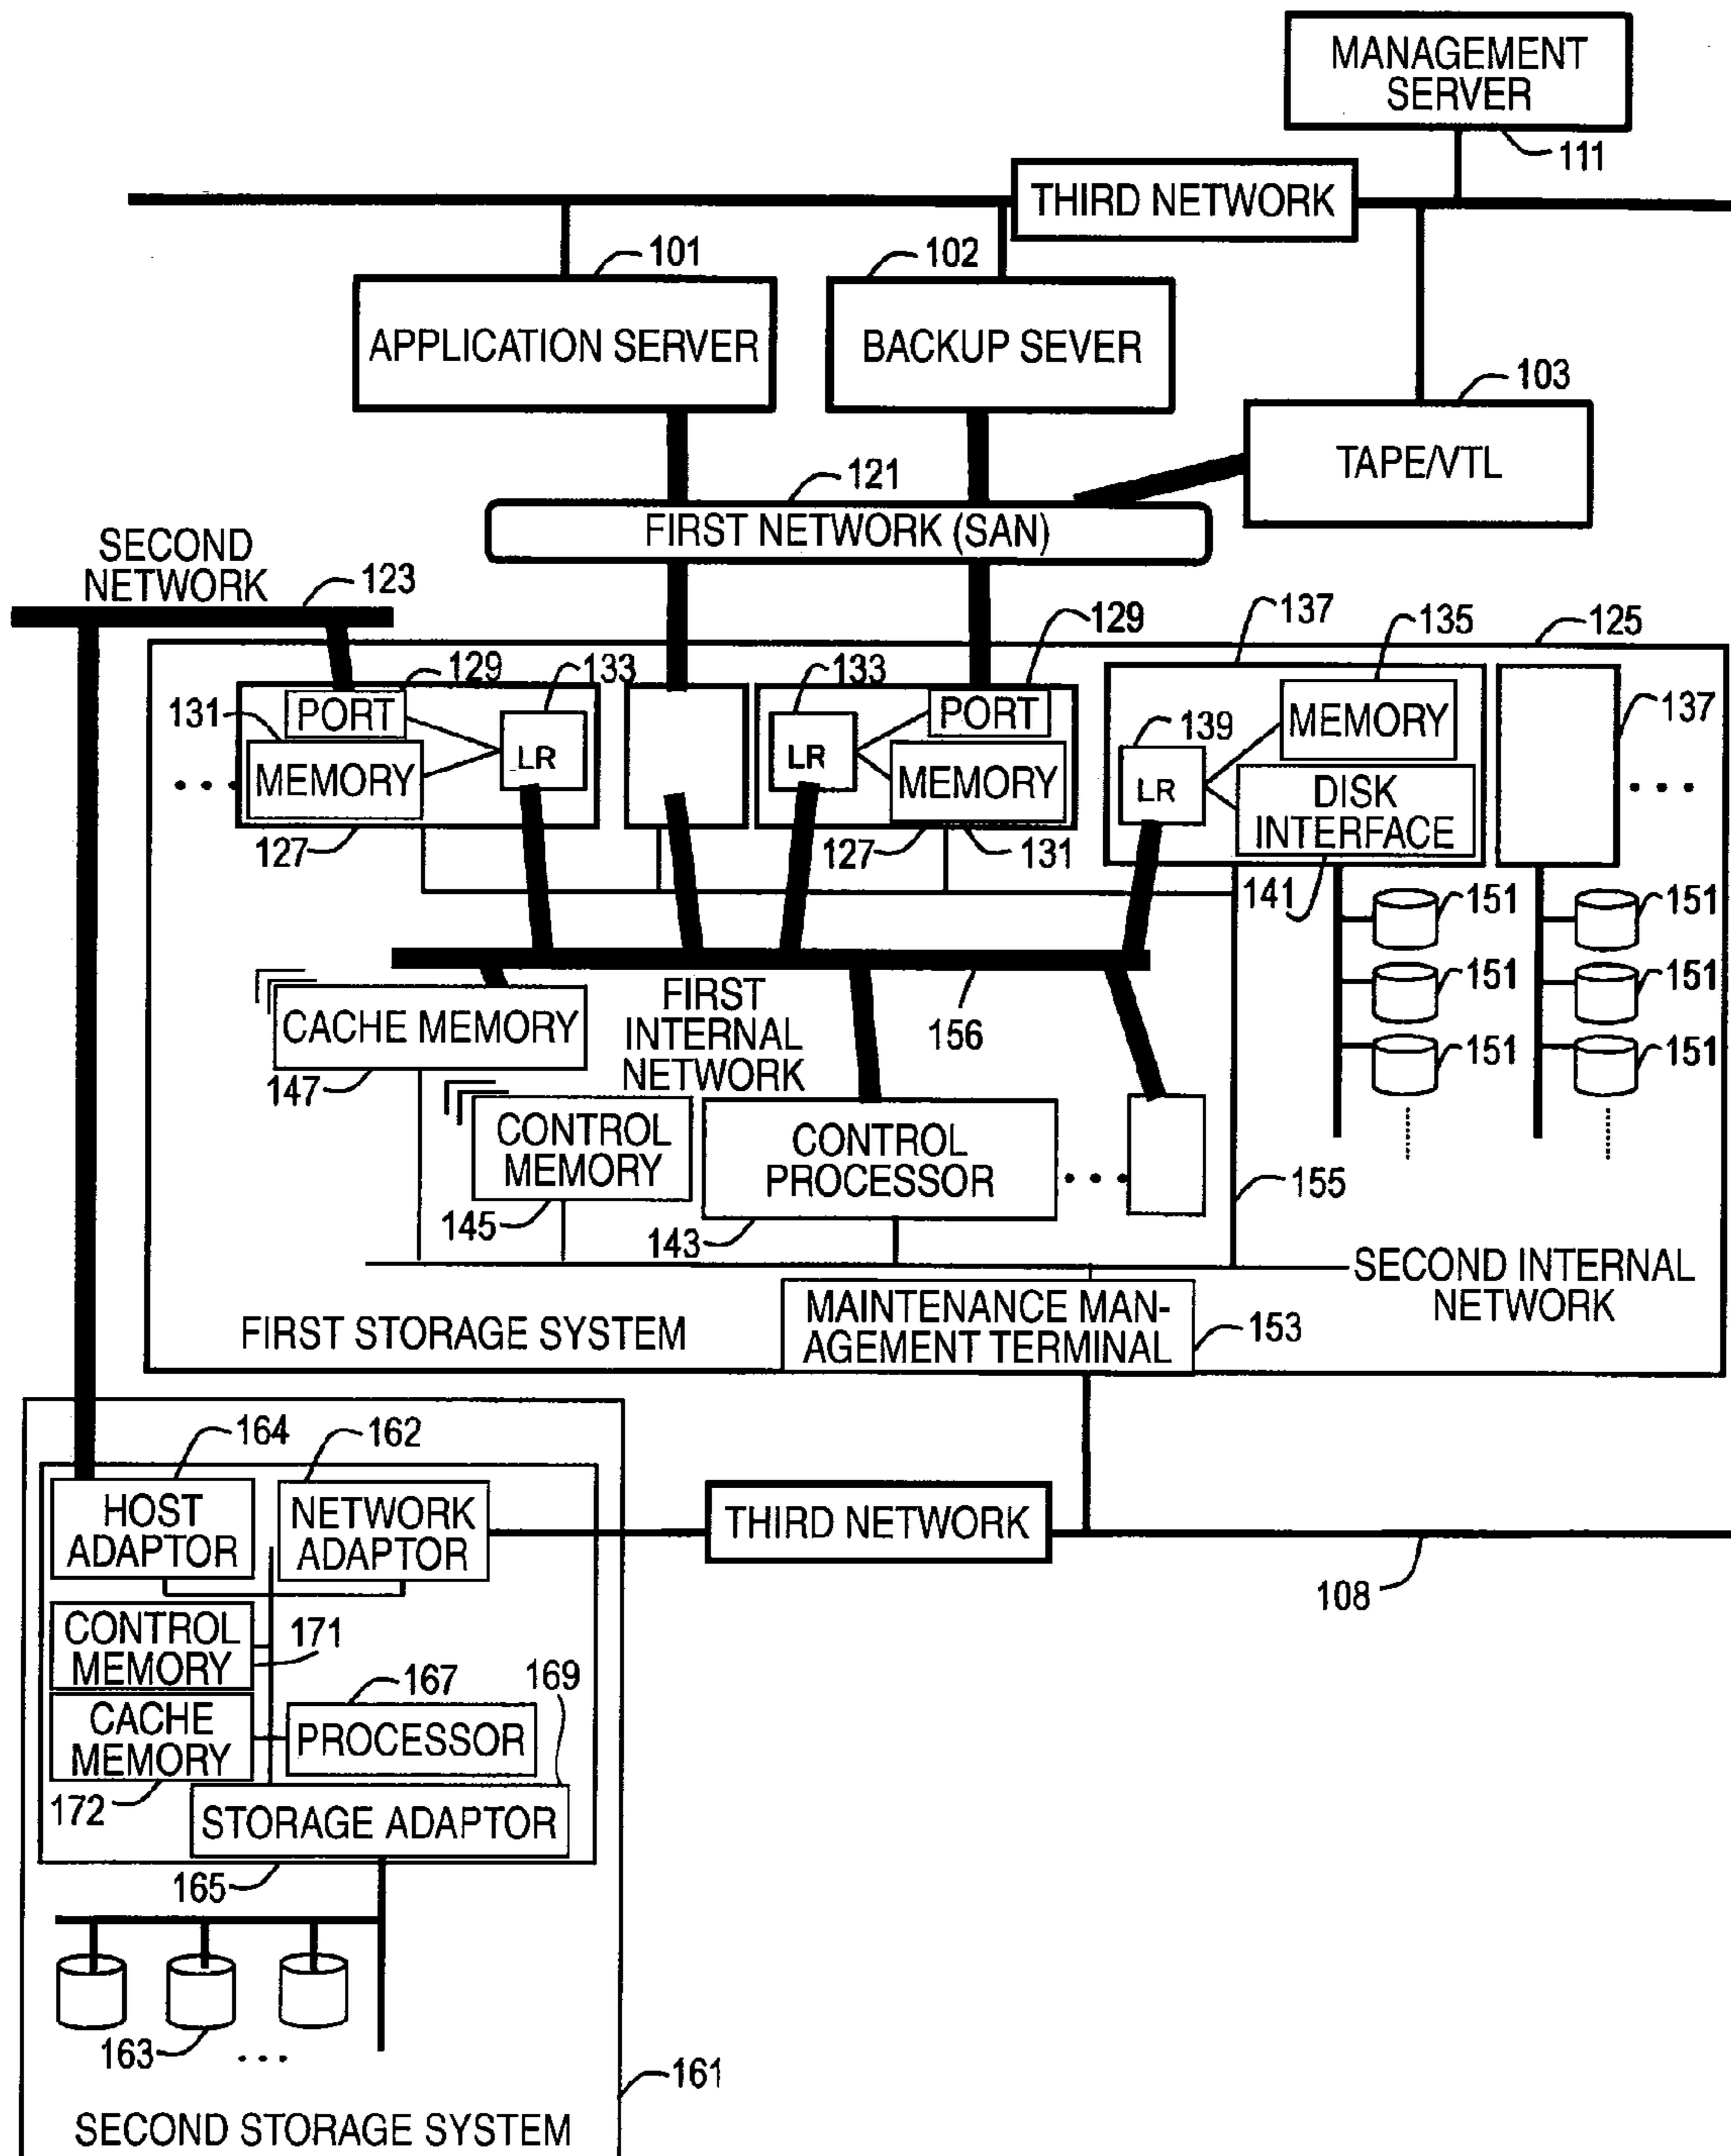 MANAGEMENT
SERVER
111
THIRD NETWORK
101
102
APPLICATION SERVER
BACKUP SEVER
103
TAPE/VTL
121
FIRST NETWORK (SAN)
SECOND
NETWORK
123
129
137
135
125
129
133
133
131
PORT
LR
LR
PORT
139
MEMORY
137
MEMORY
MEMORY
LR
DISK
INTERFACE
...
...
127
127
131
141
151
151
FIRST
INTERNAL
NETWORK
156
151
151
CACHE MEMORY
147
151
151
CONTROL
MEMORY
145
CONTROL
PROCESSOR
143
...
155
SECOND INTERNAL
NETWORK
FIRST STORAGE SYSTEM
MAINTENANCE MAN-
AGEMENT TERMINAL
153
164
162
HOST
ADAPTOR
NETWORK
ADAPTOR
THIRD NETWORK
108
CONTROL
MEMORY
171
167
169
CACHE
MEMORY
PROCESSOR
172
STORAGE ADAPTOR
165
163
...
161
SECOND STORAGE SYSTEM